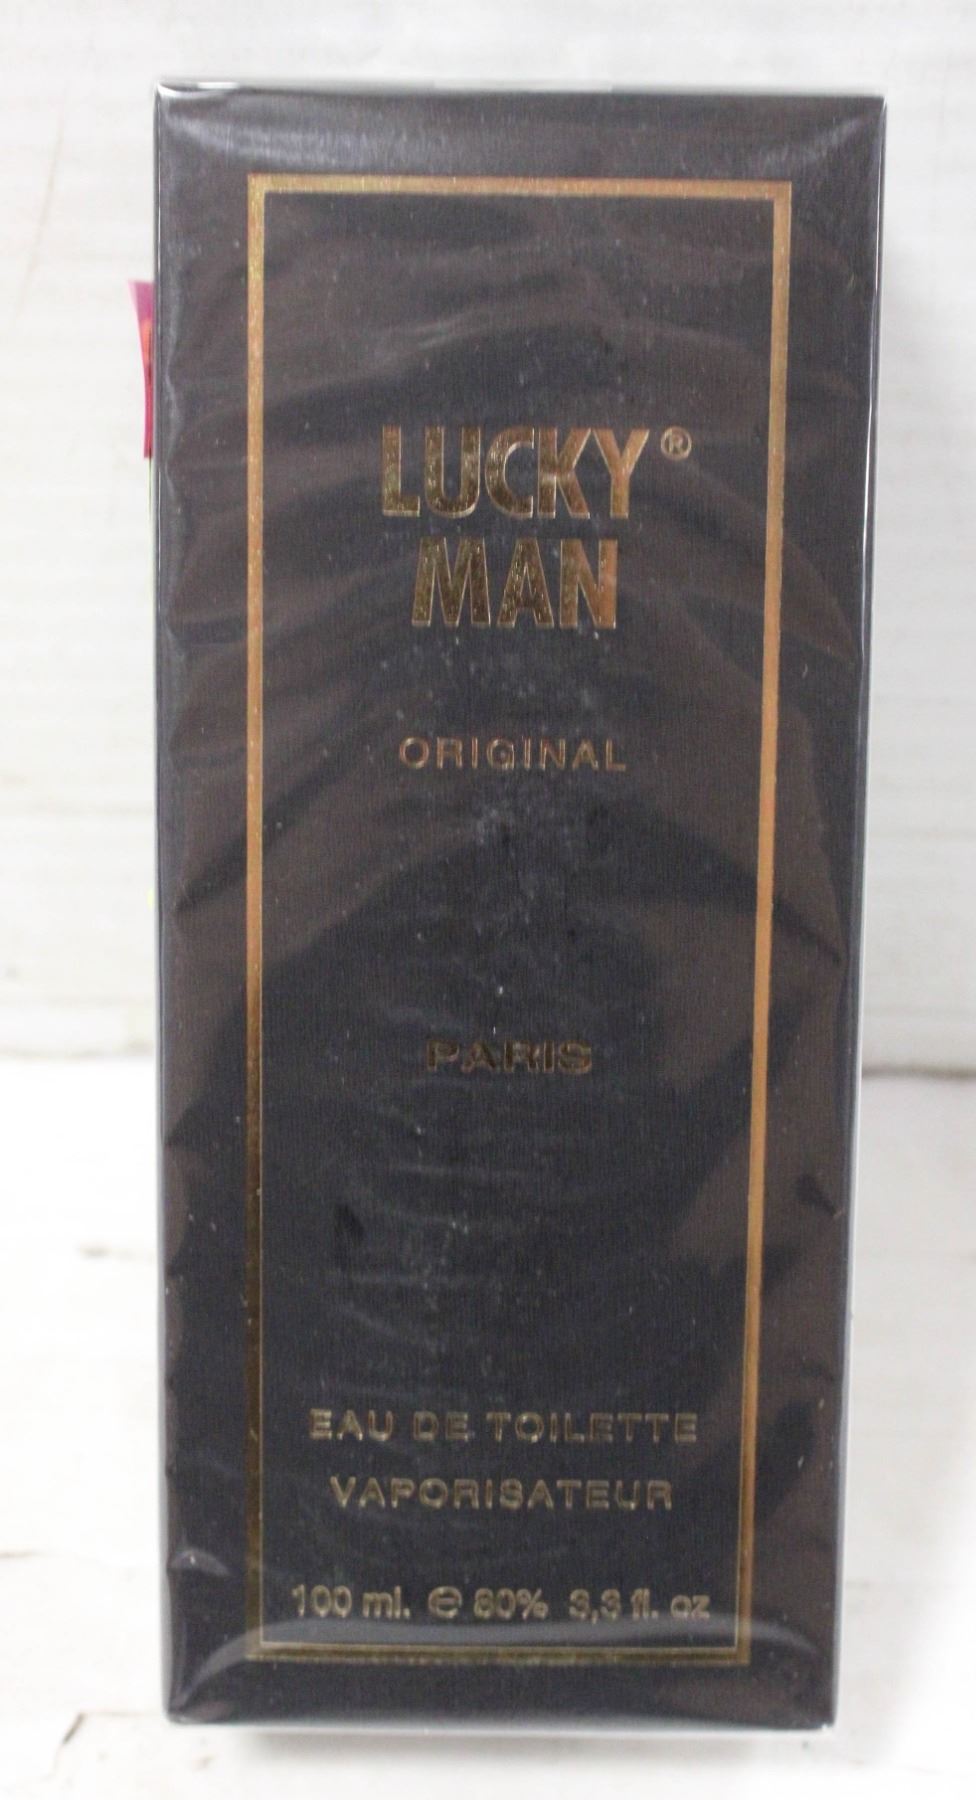 LUCKY®
MAN
ORIGINAL
PARIS
EAU DE TOILETTE
VAPORISATEUR
100 ml. ℮ 80% 3,3 fl. oz